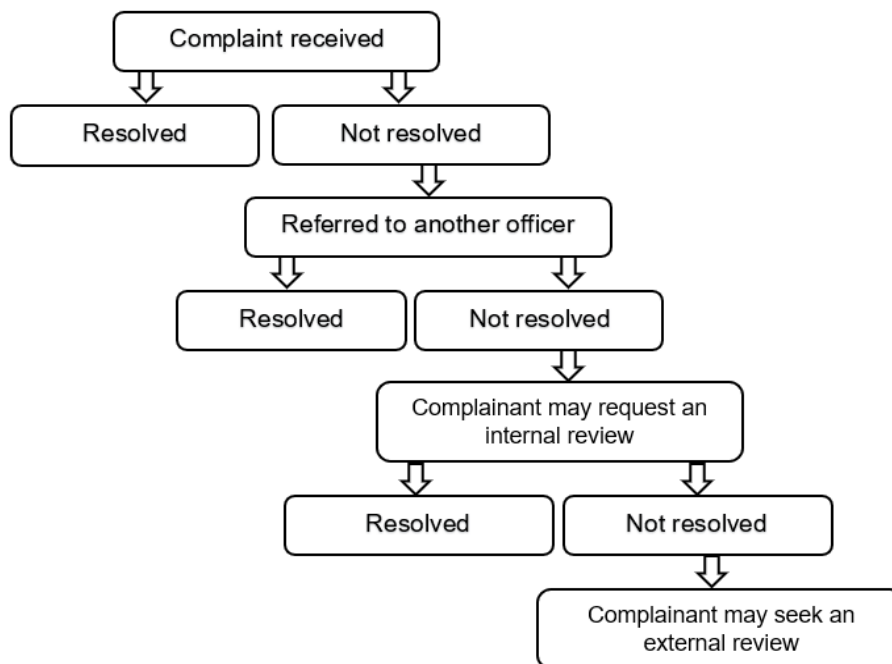 Complaint received
Resolved
Not resolved
Referred to another officer
Resolved
Not resolved
Complainant may request an
internal review
Resolved
Not resolved
Complainant may seek an
external review